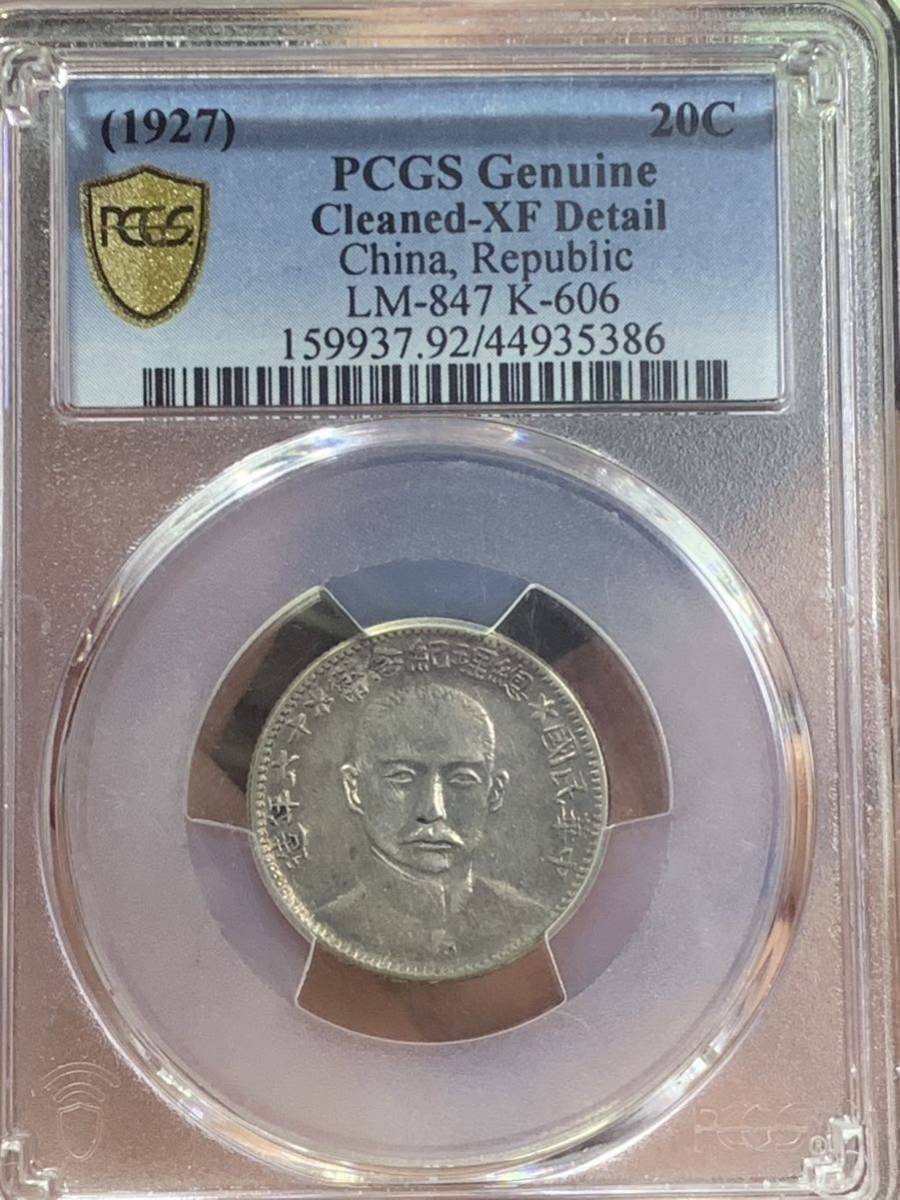 (1927) 20C
PCGS Genuine
Cleaned-XF Detail
China, Republic
LM-847 K-606
159937.92/44935386
PCGS
中華民國★總理紀念幣★十六年造
PCGS